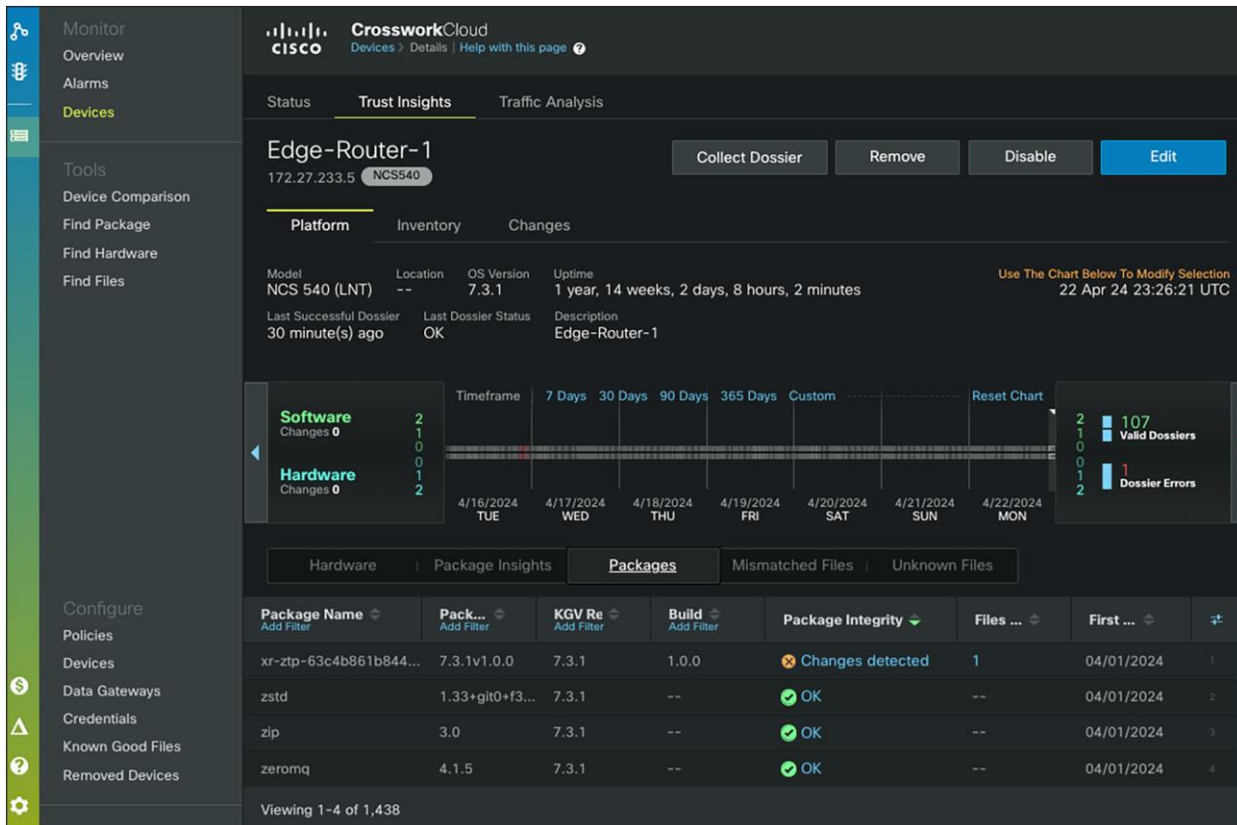 Monitor
Overview
Alarms
Devices
Tools
Device Comparison
Find Package
Find Hardware
Find Files
Configure
Policies
Devices
Data Gateways
Credentials
Known Good Files
Removed Devices
CISCO
CrossworkCloud
Devices > Details | Help with this page ?
Status Trust Insights Traffic Analysis
Edge-Router-1
172.27.233.5 NCS540
Collect Dossier Remove Disable Edit
Platform Inventory Changes
Model Location OS Version Uptime
NCS 540 (LNT) -- 7.3.1 1 year, 14 weeks, 2 days, 8 hours, 2 minutes
Use The Chart Below To Modify Selection
22 Apr 24 23:26:21 UTC
Last Successful Dossier Last Dossier Status Description
30 minute(s) ago OK Edge-Router-1
Timeframe 7 Days 30 Days 90 Days 365 Days Custom Reset Chart
Software
Changes 0
2
1
0
0
1
2
Hardware
Changes 0
2
1
0
0
1
2
107
Valid Dossiers
1
Dossier Errors
4/16/2024 4/17/2024 4/18/2024 4/19/2024 4/20/2024 4/21/2024 4/22/2024
TUE WED THU FRI SAT SUN MON
Hardware Package Insights Packages Mismatched Files Unknown Files
Package Name Pack... KGV Re Build Package Integrity Files ... First ...
Add Filter Add Filter Add Filter Add Filter
xr-ztp-63c4b861b844... 7.3.1v1.0.0 7.3.1 1.0.0 Changes detected 1 04/01/2024 1
zstd 1.33+git0+f3... 7.3.1 -- OK -- 04/01/2024 2
zip 3.0 7.3.1 -- OK -- 04/01/2024 3
zeromq 4.1.5 7.3.1 -- OK -- 04/01/2024 4
Viewing 1-4 of 1,438